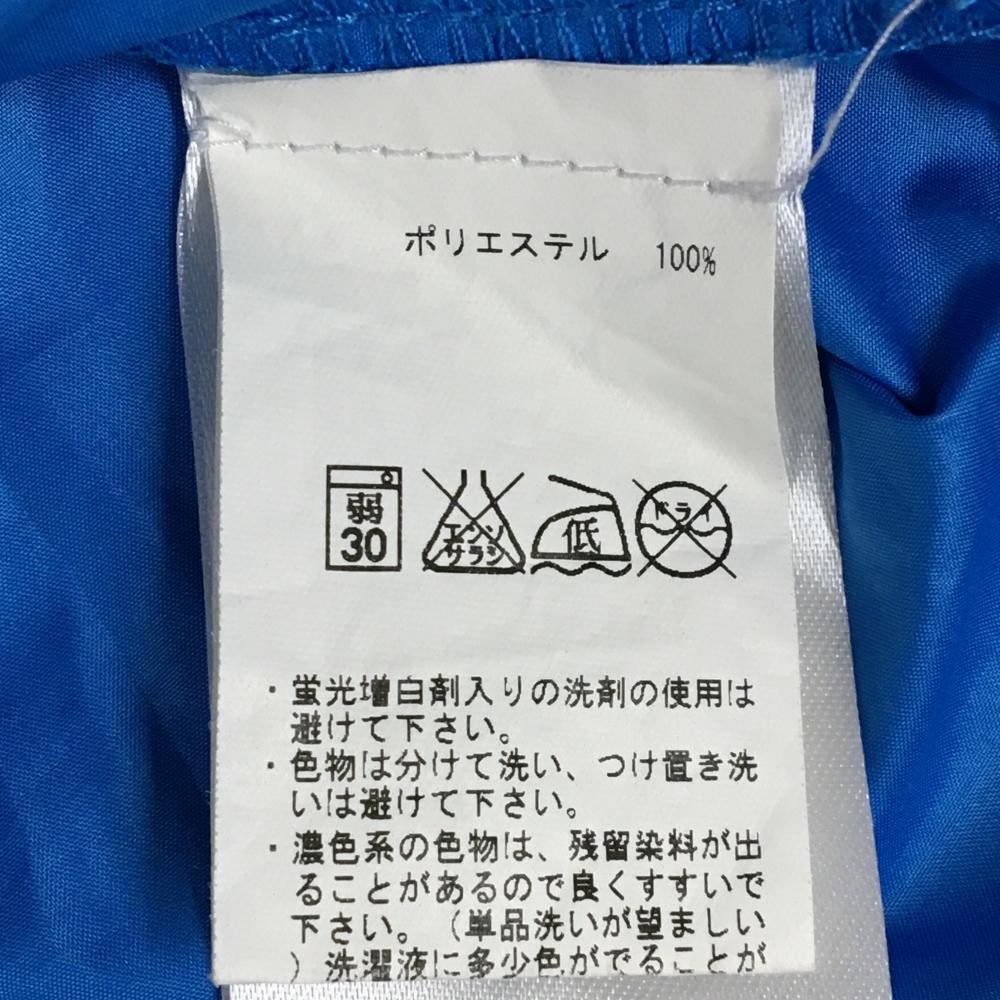 ポリエステル 100%
弱
30
エンソ
サラシ
低
ドライ
・蛍光増白剤入りの洗剤の使用は
避けて下さい。
・色物は分けて洗い、つけ置き洗
いは避けて下さい。
・濃色系の色物は、残留染料が出
ることがあるので良くすすいで
下さい。（単品洗いが望ましい
）洗濯液に多少色がでることが